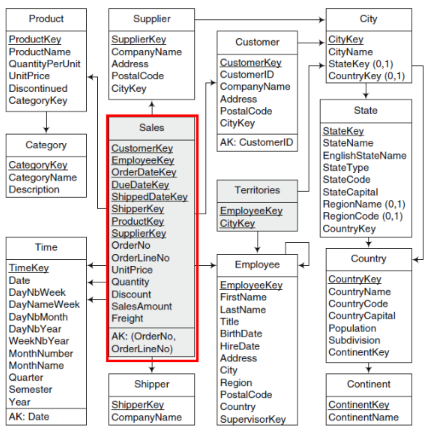 Product
ProductKey
ProductName
QuantityPerUnit
UnitPrice
Discontinued
CategoryKey
Category
CategoryKey
CategoryName
Description
Time
TimeKey
Date
DayNbWeek
DayNameWeek
DayNbMonth
DayNbYear
WeekNbYear
MonthNumber
MonthName
Quarter
Semester
Year
AK: Date
Supplier
SupplierKey
CompanyName
Address
PostalCode
CityKey
Sales
CustomerKey
EmployeeKey
OrderDateKey
DueDateKey
ShippedDateKey
ShipperKey
ProductKey
SupplierKey
OrderNo
OrderLineNo
UnitPrice
Quantity
Discount
SalesAmount
Freight
AK: (OrderNo,
OrderLineNo)
Shipper
ShipperKey
CompanyName
Customer
CustomerKey
CustomerID
CompanyName
Address
PostalCode
CityKey
AK: CustomerID
Territories
EmployeeKey
CityKey
Employee
EmployeeKey
FirstName
LastName
Title
BirthDate
HireDate
Address
City
Region
PostalCode
Country
SupervisorKey
City
CityKey
CityName
StateKey (0,1)
CountryKey (0,1)
State
StateKey
StateName
EnglishStateName
StateType
StateCode
StateCapital
RegionName (0,1)
RegionCode (0,1)
CountryKey
Country
CountryKey
CountryName
CountryCode
CountryCapital
Population
Subdivision
ContinentKey
Continent
ContinentKey
ContinentName